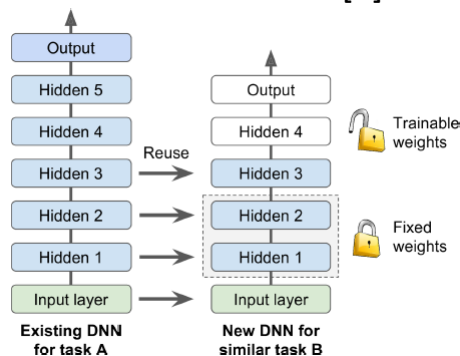 Output
Hidden 5
Hidden 4
Hidden 3
Hidden 2
Hidden 1
Input layer
Existing DNN
for task A
Reuse
Output
Hidden 4
Hidden 3
Hidden 2
Hidden 1
Input layer
New DNN for
similar task B
Trainable
weights
Fixed
weights